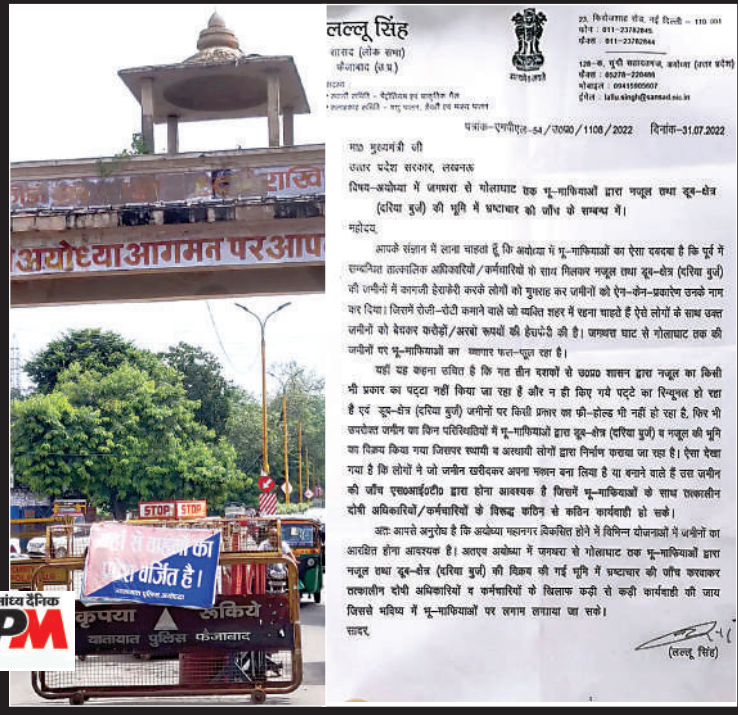 राखि
अयोध्या आगमन पर आप
STOP STOP
यहाँ से वाहनों का
प्रवेश वर्जित है।
यातायात पुलिस अयोध्या
कृपया रूकिये
यातायात पुलिस फैजाबाद
सांध्य दैनिक
PM
लल्लू सिंह
सांसद (लोक सभा)
फैजाबाद (उ.प्र.)
सदस्य :
23, फिरोजशाह रोड, नई दिल्ली – 110 001
फोन : 011-23782845
फैक्स : 011-23782844
अयोध्या (उत्तर प्रदेश)
फैक्स : 05278-220486
मोबाइल : 09415905607
ईमेल : lallu.singh@sansad.nic.in
पत्रांक-एमपीएल-54/उ0प्र0/1108/2022 दिनांक-31.07.2022
मा0 मुख्यमंत्री जी
उत्तर प्रदेश सरकार, लखनऊ
विषय-अयोध्या में जमथरा से गोलाघाट तक भू-माफियाओं द्वारा नजूल तथा डूब-क्षेत्र
(दरिया बुर्ज) की भूमि में भ्रष्टाचार की जाँच के सम्बन्ध में।
महोदय,
आपके संज्ञान में लाना चाहता हूँ कि अयोध्या में भू-माफियाओं का ऐसा दबदबा है कि पूर्व में
सम्बन्धित तात्कालिक अधिकारियों/कर्मचारियों के साथ मिलकर नजूल तथा डूब-क्षेत्र (दरिया बुर्ज)
की जमीनों में कागजी हेराफेरी करके लोगों को गुमराह कर जमीनों को ऐन-केन-प्रकारेण उनके नाम
कर दिया। जिसमें रोजी-रोटी कमाने वाले जो व्यक्ति शहर में रहना चाहते हैं ऐसे लोगों के साथ उक्त
जमीनों को बेचकर करोड़ों/अरबों रूपयों की हेराफेरी की है। जमथरा घाट से गोलाघाट तक की
जमीनों पर भू-माफियाओं का व्यापार फल-फूल रहा है।
यहाँ यह कहना उचित है कि गत तीन दशकों से उ0प्र0 शासन द्वारा नजूल का किसी
भी प्रकार का पट्टा नहीं किया जा रहा है और न ही किए गये पट्टे का रिन्यूनल हो रहा
है एवं डूब-क्षेत्र (दरिया बुर्ज) जमीनों पर किसी प्रकार का फ्री-होल्ड भी नहीं हो रहा है, फिर भी
उपरोक्त जमीन का किन परिस्थितियों में भू-माफियाओं द्वारा डूब-क्षेत्र (दरिया बुर्ज) व नजूल की भूमि
का विक्रय किया गया जिसपर स्थायी व अस्थायी लोगों द्वारा निर्माण कराया जा रहा है। ऐसा देखा
गया है कि लोगों ने जो जमीन खरीदकर अपना मकान बना लिया है या बनाने वाले हैं उस जमीन
की जाँच एस0आई0टी0 द्वारा होना आवश्यक है जिसमें भू-माफियाओं के साथ तत्कालीन
दोषी अधिकारियों/कर्मचारियों के विरूद्ध कठिन से कठिन कार्यवाही हो सके।
अतः आपसे अनुरोध है कि अयोध्या महानगर विकसित होने में विभिन्न योजनाओं में जमीनों का
आरक्षित होना आवश्यक है। अतएव अयोध्या में जमथरा से गोलाघाट तक भू-माफियाओं द्वारा
नजूल तथा डूब-क्षेत्र (दरिया बुर्ज) की विक्रय की गई भूमि में भ्रष्टाचार की जाँच करवाकर
तत्कालीन दोषी अधिकारियों व कर्मचारियों के खिलाफ कड़ी से कड़ी कार्यवाही की जाय
जिससे भविष्य में भू-माफियाओं पर लगाम लगाया जा सके।
सादर,
(लल्लू सिंह)